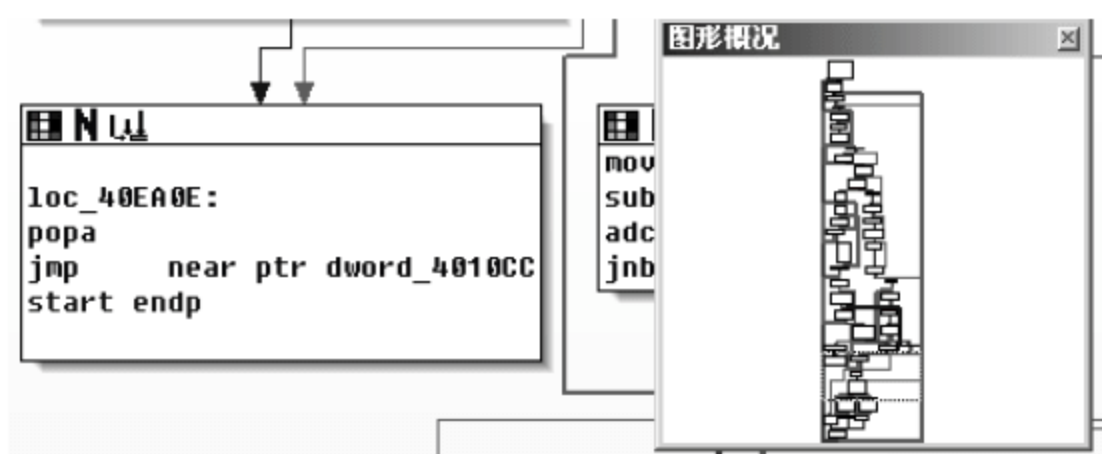 图形概况
N
loc_40EA0E:
popa
jmp near ptr dword_4010CC
start endp
mov
sub
adc
jnb